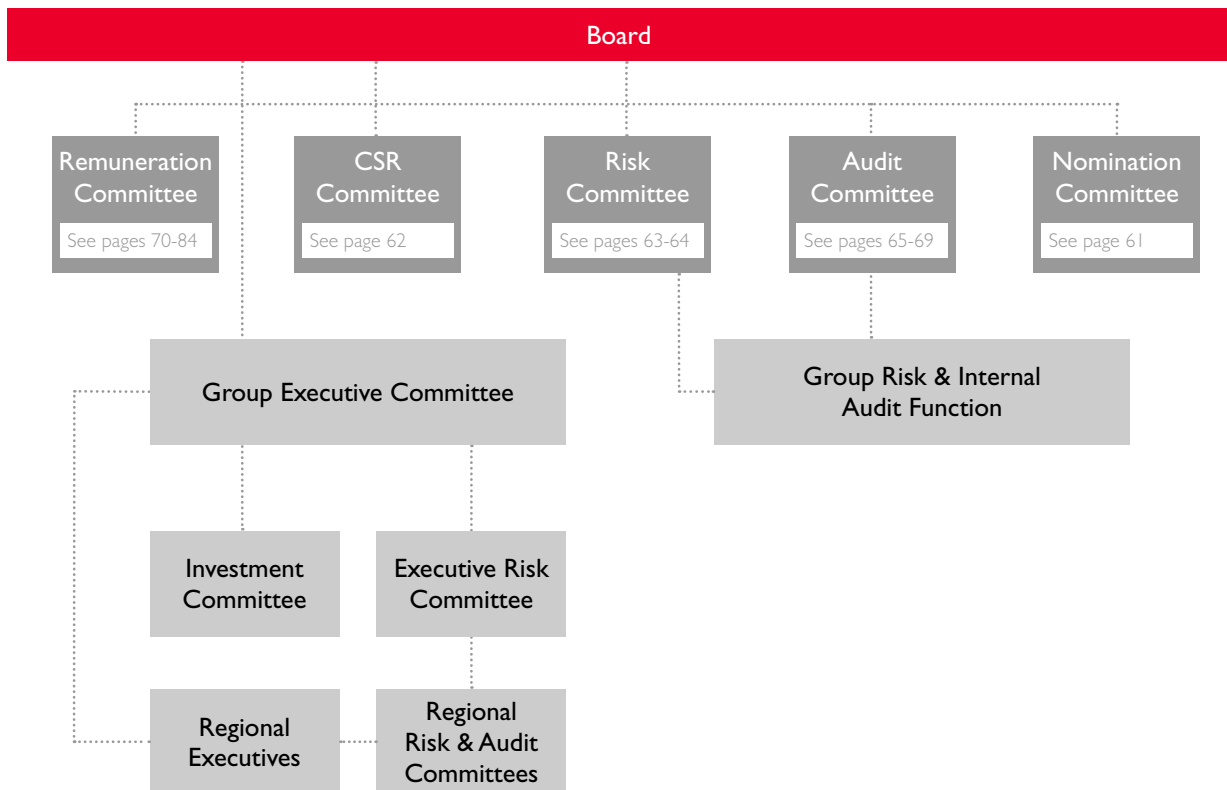 Board
Remuneration
Committee
See pages 70-84
CSR
Committee
See page 62
Risk
Committee
See pages 63-64
Audit
Committee
See pages 65-69
Nomination
Committee
See page 61
Group Executive Committee
Group Risk & Internal
Audit Function
Investment
Committee
Executive Risk
Committee
Regional
Executives
Regional
Risk & Audit
Committees